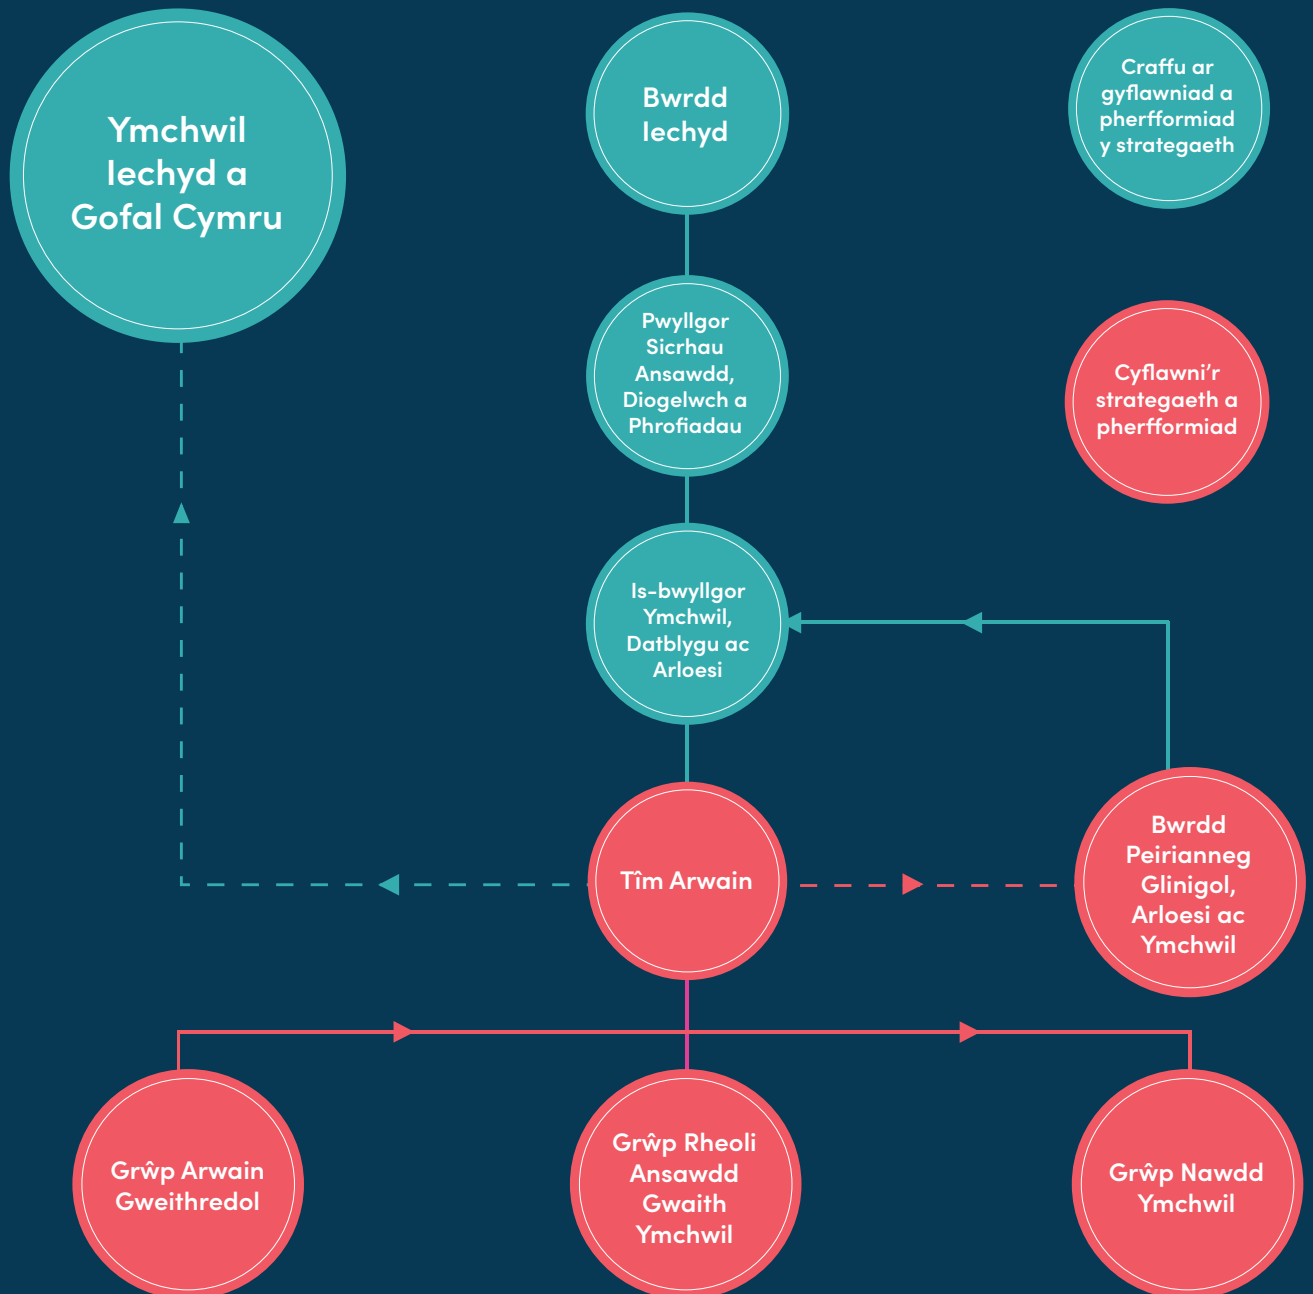 Ymchwil
Iechyd a
Gofal Cymru
Bwrdd
Iechyd
Craffu ar
gyflawniad a
pherfformiad
y strategaeth
Pwyllgor
Sicrhau
Ansawdd,
Diogelwch a
Phrofiadau
Cyflawni’r
strategaeth a
pherfformiad
Is-bwyllgor
Ymchwil,
Datblygu ac
Arloesi
Tîm Arwain
Bwrdd
Peirianneg
Glinigol,
Arloesi ac
Ymchwil
Grŵp Arwain
Gweithredol
Grŵp Rheoli
Ansawdd
Gwaith
Ymchwil
Grŵp Nawdd
Ymchwil